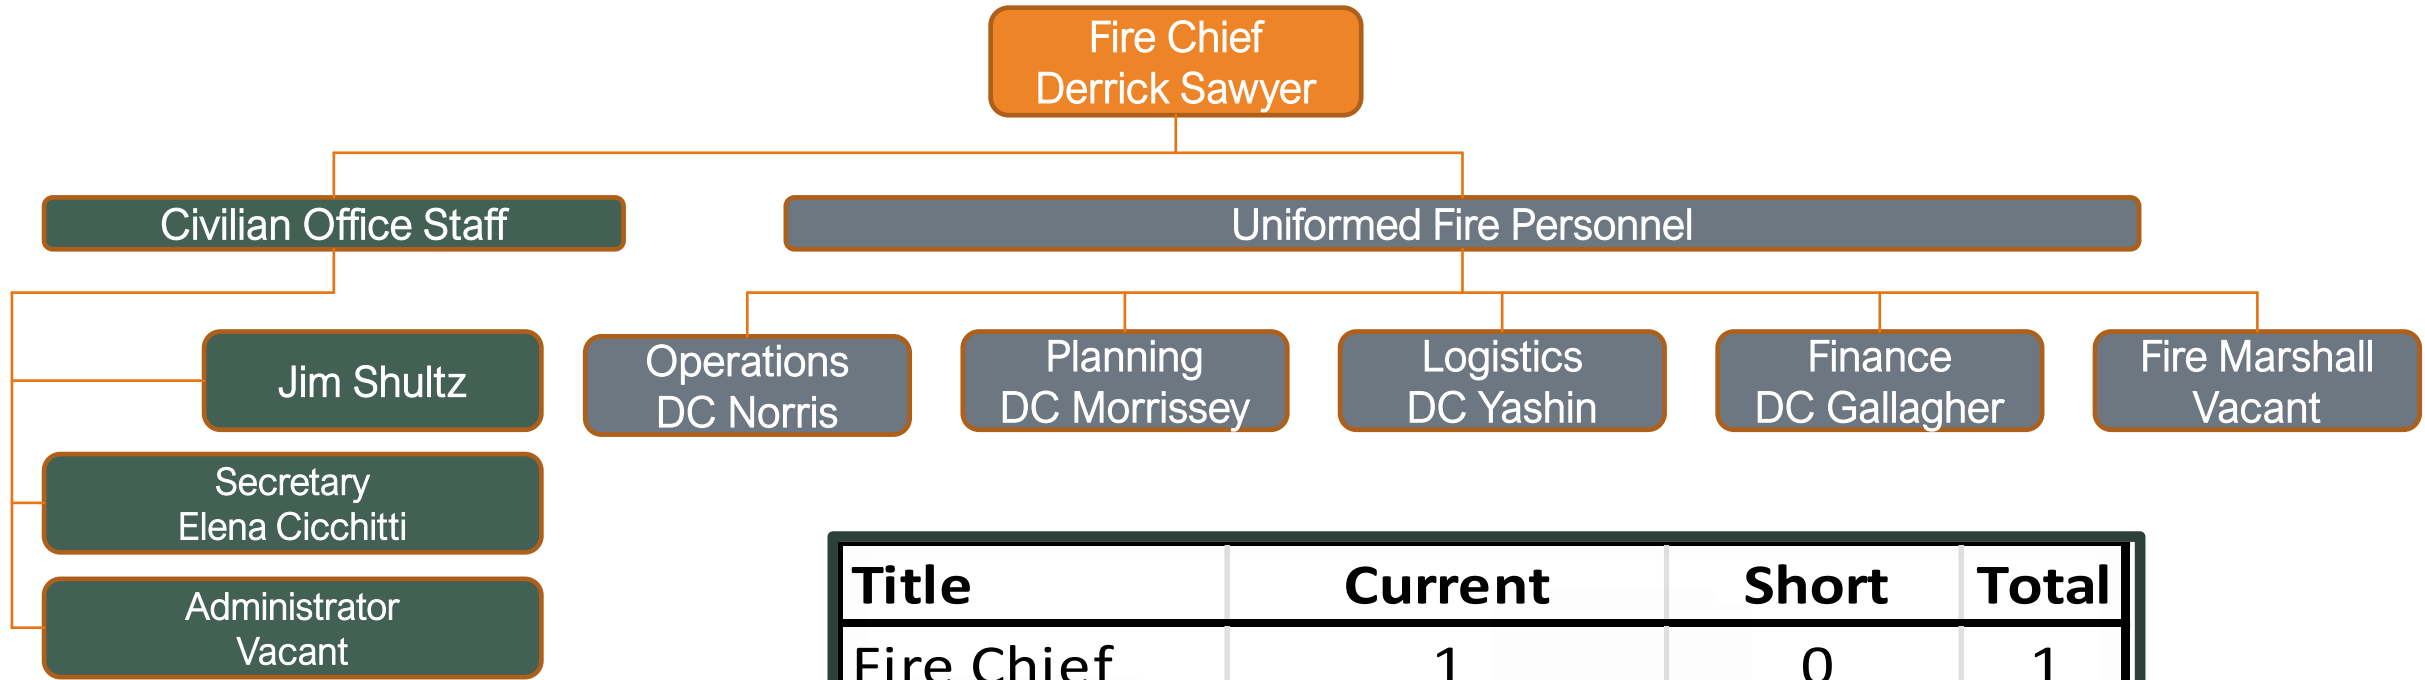 Fire Chief
Derrick Sawyer
Civilian Office Staff
Uniformed Fire Personnel
Jim Shultz
Operations
DC Norris
Planning
DC Morrissey
Logistics
DC Yashin
Finance
DC Gallagher
Fire Marshall
Vacant
Secretary
Elena Cicchitti
Administrator
Vacant
Title Current Short Total
Fire Chief 1 0 1